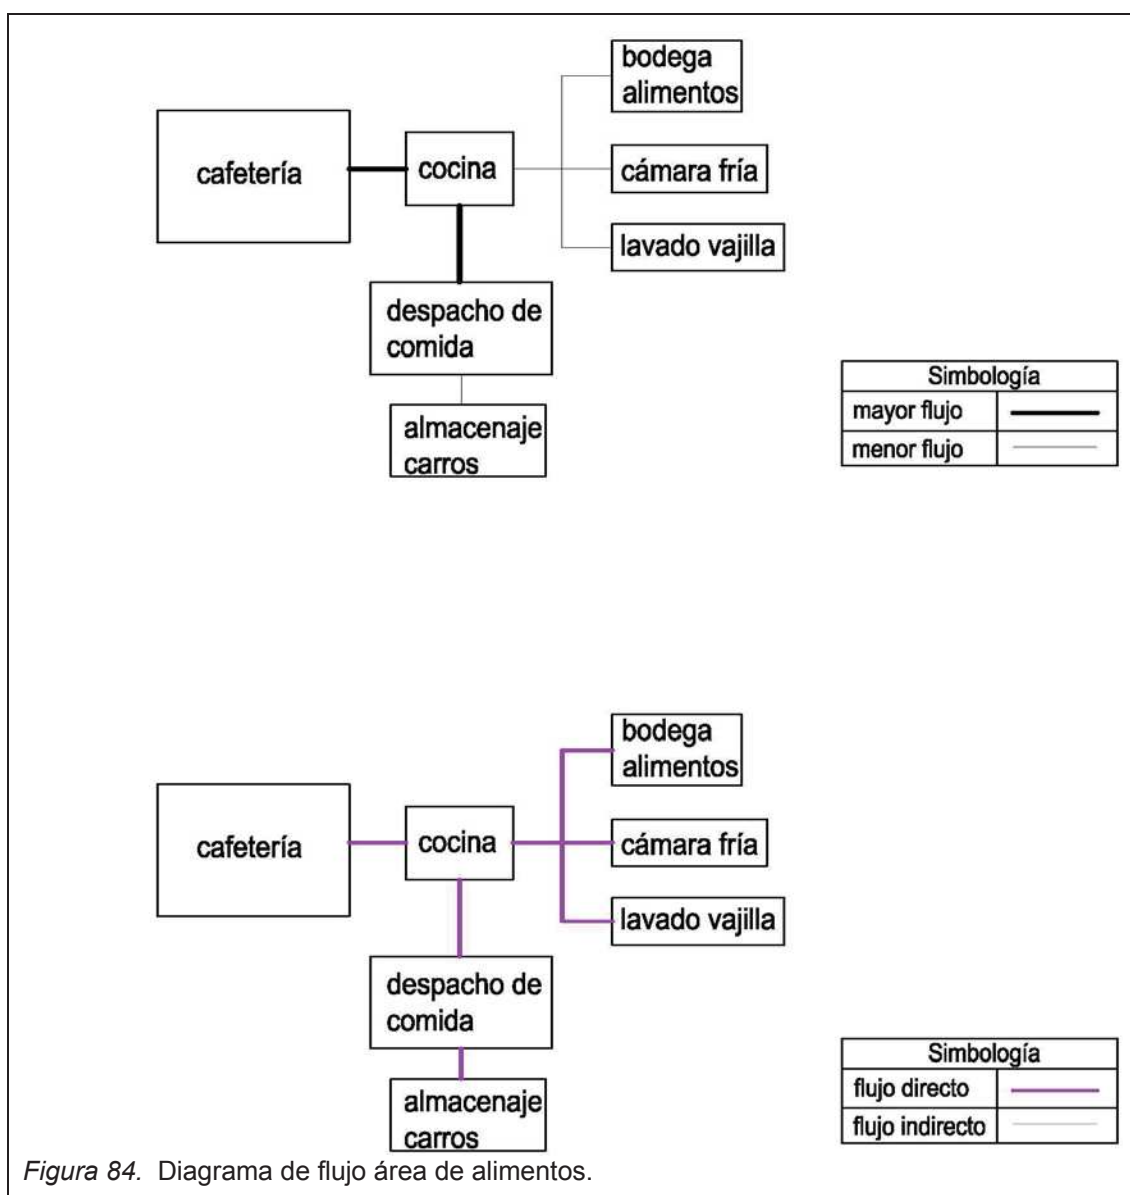 bodega
alimentos
cafetería
cocina
cámara fría
lavado vajilla
despacho de
comida
almacenaje
carros
Simbología
mayor flujo
menor flujo
bodega
alimentos
cafetería
cocina
cámara fría
lavado vajilla
despacho de
comida
almacenaje
carros
Simbología
flujo directo
flujo indirecto
Figura 84. Diagrama de flujo área de alimentos.